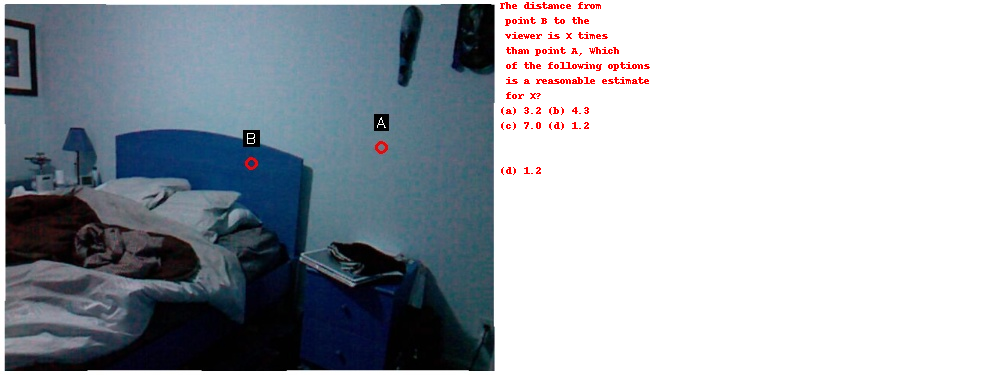 B
A
The distance from
point B to the
viewer is X times
than point A, Which
of the following options
is a reasonable estimate
for X?
(a) 3.2 (b) 4.3
(c) 7.0 (d) 1.2
(d) 1.2